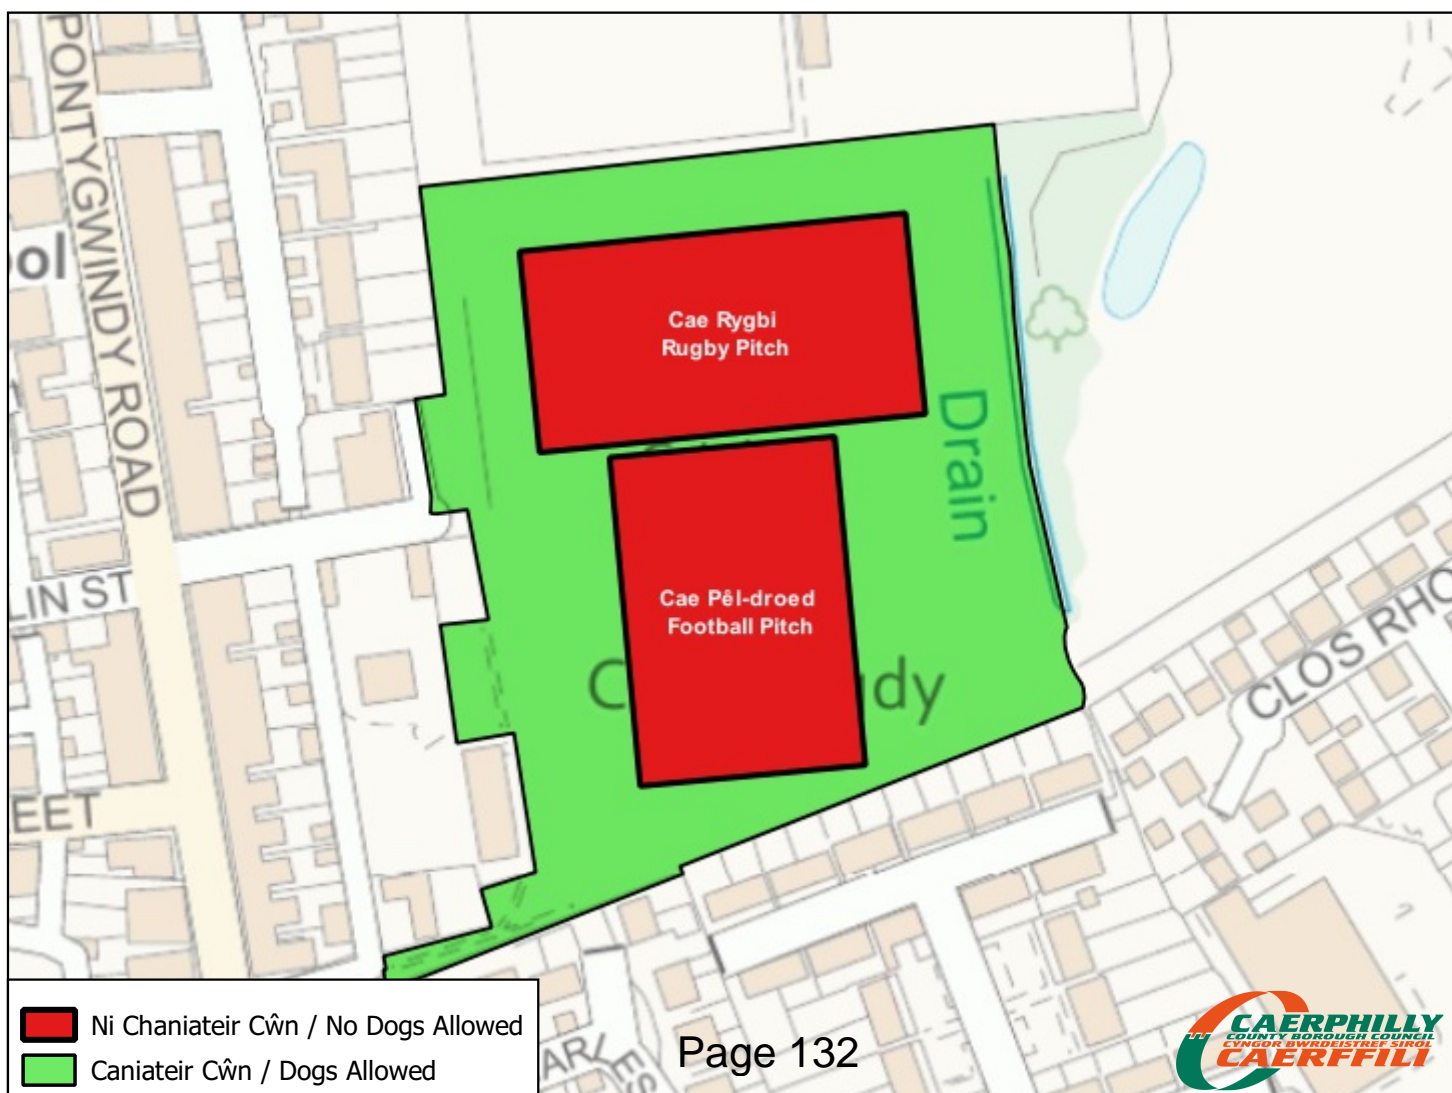 PONTYGWINDY ROAD
ol
Cae Rygbi
Rugby Pitch
Drain
Cae Pêl-droed
Football Pitch
LIN ST
dy
CLOS RHO
EET
Ni Chaniateir Cŵn / No Dogs Allowed
Caniateir Cŵn / Dogs Allowed
Page 132
CAERPHILLY
COUNTY BOROUGH COUNCIL
CYNGOR BWRDEISTREF SIROL
CAERFFILI